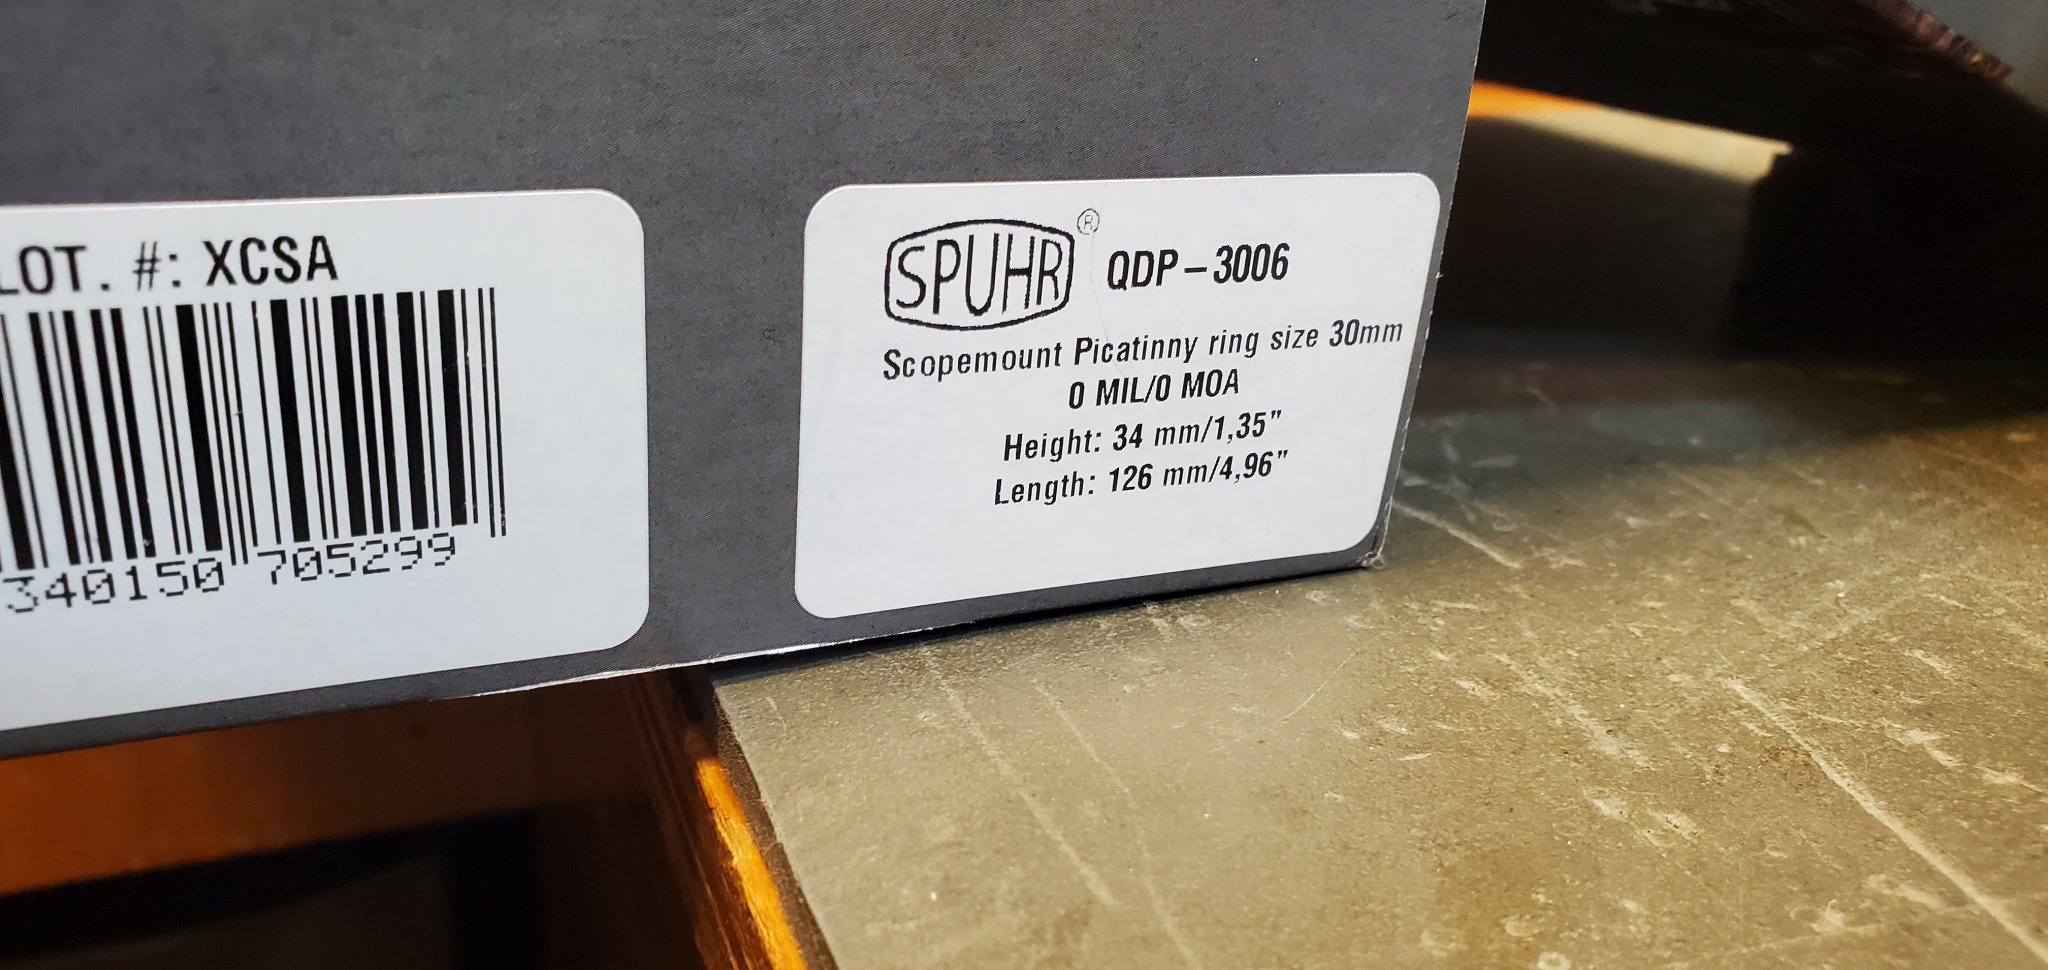 LOT. #: XCSA
340150 705299
SPUHR® QDP-3006
Scopemount Picatinny ring size 30mm
0 MIL/0 MOA
Height: 34 mm/1,35”
Length: 126 mm/4,96”